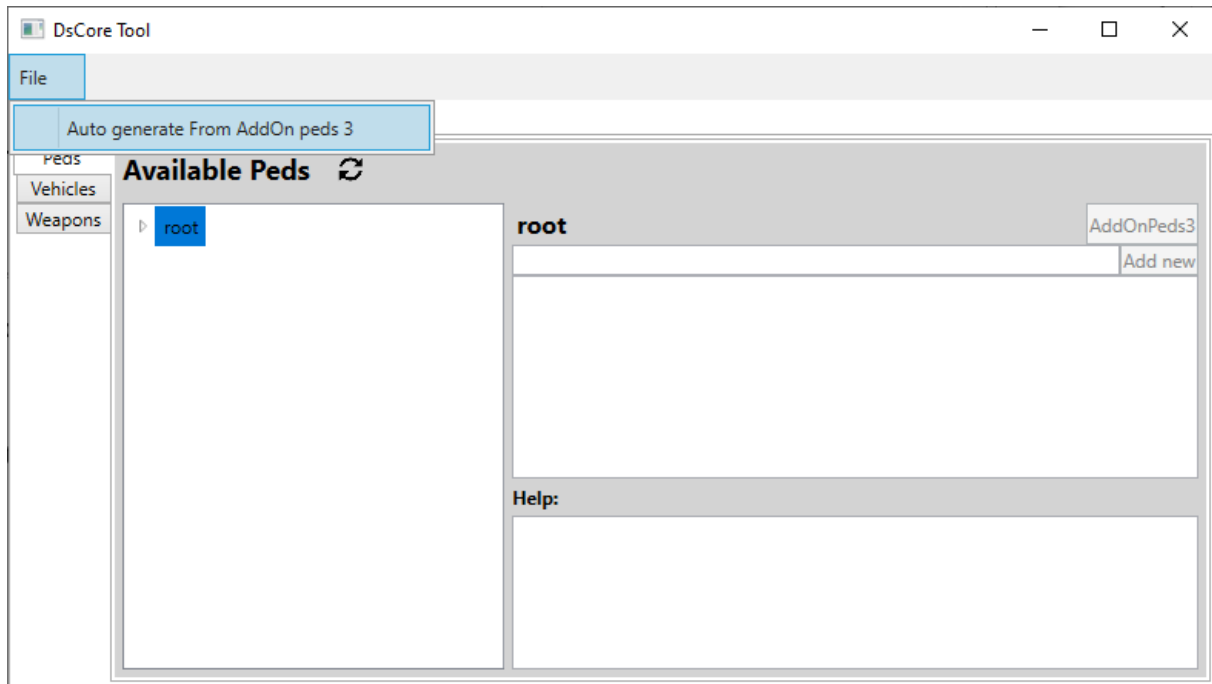 DsCore Tool
File
Auto generate From AddOn peds 3
Peds
Available Peds
Vehicles
Weapons
root
root
AddOnPeds3
Add new
Help: